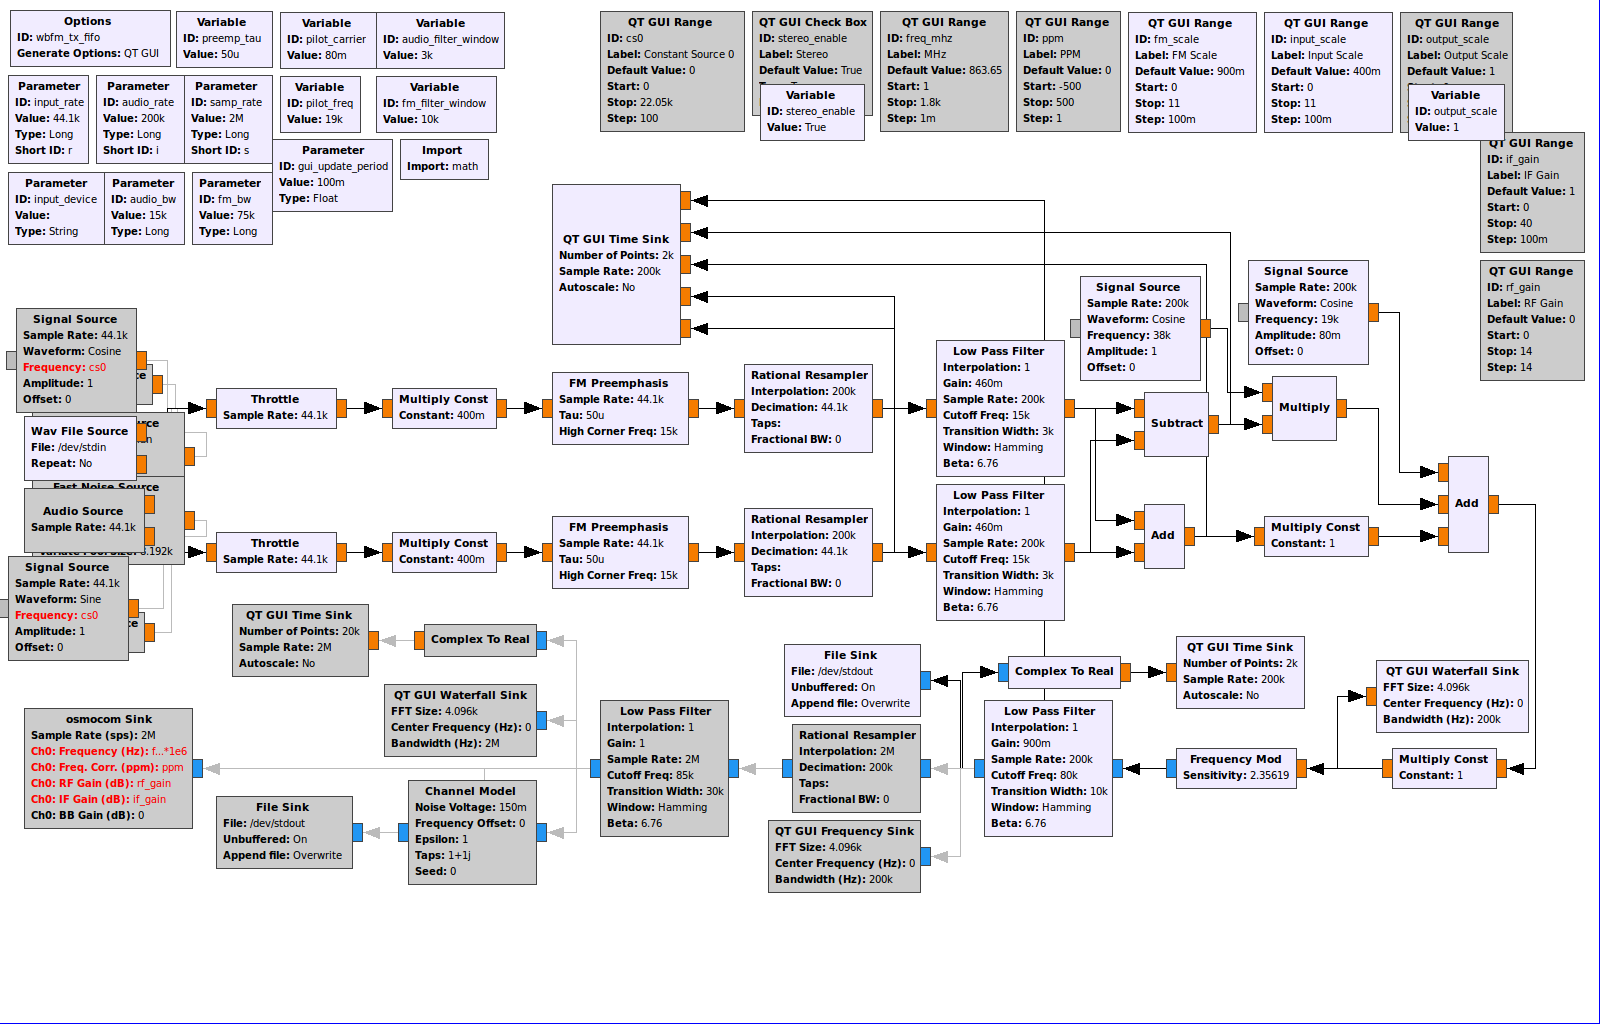 Options
ID: wbfm_tx_fifo
Generate Options: QT GUI
Variable
ID: preemp_tau
Value: 50u
Variable
ID: pilot_carrier
Value: 80m
Variable
ID: audio_filter_window
Value: 3k
QT GUI Range
ID: cs0
Label: Constant Source 0
Default Value: 0
Start: 0
Stop: 22.05k
Step: 100
QT GUI Check Box
ID: stereo_enable
Label: Stereo
Default Value: True
Variable
ID: stereo_enable
Value: True
QT GUI Range
ID: freq_mhz
Label: MHz
Default Value: 863.65
Start: 1
Stop: 1.8k
Step: 1m
QT GUI Range
ID: ppm
Label: PPM
Default Value: 0
Start: -500
Stop: 500
Step: 1
QT GUI Range
ID: fm_scale
Label: FM Scale
Default Value: 900m
Start: 0
Stop: 11
Step: 100m
QT GUI Range
ID: input_scale
Label: Input Scale
Default Value: 400m
Start: 0
Stop: 11
Step: 100m
QT GUI Range
ID: output_scale
Label: Output Scale
Default Value: 1
Variable
ID: output_scale
Value: 1
QT GUI Range
ID: if_gain
Label: IF Gain
Default Value: 1
Start: 0
Stop: 40
Step: 100m
QT GUI Range
ID: rf_gain
Label: RF Gain
Default Value: 0
Start: 0
Stop: 14
Step: 14
Parameter
ID: input_rate
Value: 44.1k
Type: Long
Short ID: r
Parameter
ID: audio_rate
Value: 200k
Type: Long
Short ID: i
Parameter
ID: samp_rate
Value: 2M
Type: Long
Short ID: s
Variable
ID: pilot_freq
Value: 19k
Variable
ID: fm_filter_window
Value: 10k
Parameter
ID: gui_update_period
Value: 100m
Type: Float
Import
Import: math
Parameter
ID: input_device
Value:
Type: String
Parameter
ID: audio_bw
Value: 15k
Type: Long
Parameter
ID: fm_bw
Value: 75k
Type: Long
QT GUI Time Sink
Number of Points: 2k
Sample Rate: 200k
Autoscale: No
Signal Source
Sample Rate: 200k
Waveform: Cosine
Frequency: 38k
Amplitude: 1
Offset: 0
Signal Source
Sample Rate: 200k
Waveform: Cosine
Frequency: 19k
Amplitude: 80m
Offset: 0
Signal Source
Sample Rate: 44.1k
Waveform: Cosine
Frequency: cs0
Amplitude: 1
Offset: 0
Wav File Source
File: /dev/stdin
Repeat: No
Fast Noise Source
Audio Source
Sample Rate: 44.1k
Signal Source
Sample Rate: 44.1k
Waveform: Sine
Frequency: cs0
Amplitude: 1
Offset: 0
Throttle
Sample Rate: 44.1k
Multiply Const
Constant: 400m
FM Preemphasis
Sample Rate: 44.1k
Tau: 50u
High Corner Freq: 15k
Rational Resampler
Interpolation: 200k
Decimation: 44.1k
Taps:
Fractional BW: 0
Low Pass Filter
Interpolation: 1
Gain: 460m
Sample Rate: 200k
Cutoff Freq: 15k
Transition Width: 3k
Window: Hamming
Beta: 6.76
Subtract
Multiply
Throttle
Sample Rate: 44.1k
Multiply Const
Constant: 400m
FM Preemphasis
Sample Rate: 44.1k
Tau: 50u
High Corner Freq: 15k
Rational Resampler
Interpolation: 200k
Decimation: 44.1k
Taps:
Fractional BW: 0
Low Pass Filter
Interpolation: 1
Gain: 460m
Sample Rate: 200k
Cutoff Freq: 15k
Transition Width: 3k
Window: Hamming
Beta: 6.76
Add
Multiply Const
Constant: 1
Add
QT GUI Time Sink
Number of Points: 20k
Sample Rate: 2M
Autoscale: No
Complex To Real
QT GUI Waterfall Sink
FFT Size: 4.096k
Center Frequency (Hz): 0
Bandwidth (Hz): 2M
osmocom Sink
Sample Rate (sps): 2M
Ch0: Frequency (Hz): f...*1e6
Ch0: Freq. Corr. (ppm): ppm
Ch0: RF Gain (dB): rf_gain
Ch0: IF Gain (dB): if_gain
Ch0: BB Gain (dB): 0
File Sink
File: /dev/stdout
Unbuffered: On
Append file: Overwrite
Channel Model
Noise Voltage: 150m
Frequency Offset: 0
Epsilon: 1
Taps: 1+1j
Seed: 0
Low Pass Filter
Interpolation: 1
Gain: 1
Sample Rate: 2M
Cutoff Freq: 85k
Transition Width: 30k
Window: Hamming
Beta: 6.76
File Sink
File: /dev/stdout
Unbuffered: On
Append file: Overwrite
Rational Resampler
Interpolation: 2M
Decimation: 200k
Taps:
Fractional BW: 0
QT GUI Frequency Sink
FFT Size: 4.096k
Center Frequency (Hz): 0
Bandwidth (Hz): 200k
Complex To Real
Low Pass Filter
Interpolation: 1
Gain: 900m
Sample Rate: 200k
Cutoff Freq: 80k
Transition Width: 10k
Window: Hamming
Beta: 6.76
QT GUI Time Sink
Number of Points: 2k
Sample Rate: 200k
Autoscale: No
Frequency Mod
Sensitivity: 2.35619
QT GUI Waterfall Sink
FFT Size: 4.096k
Center Frequency (Hz): 0
Bandwidth (Hz): 200k
Multiply Const
Constant: 1